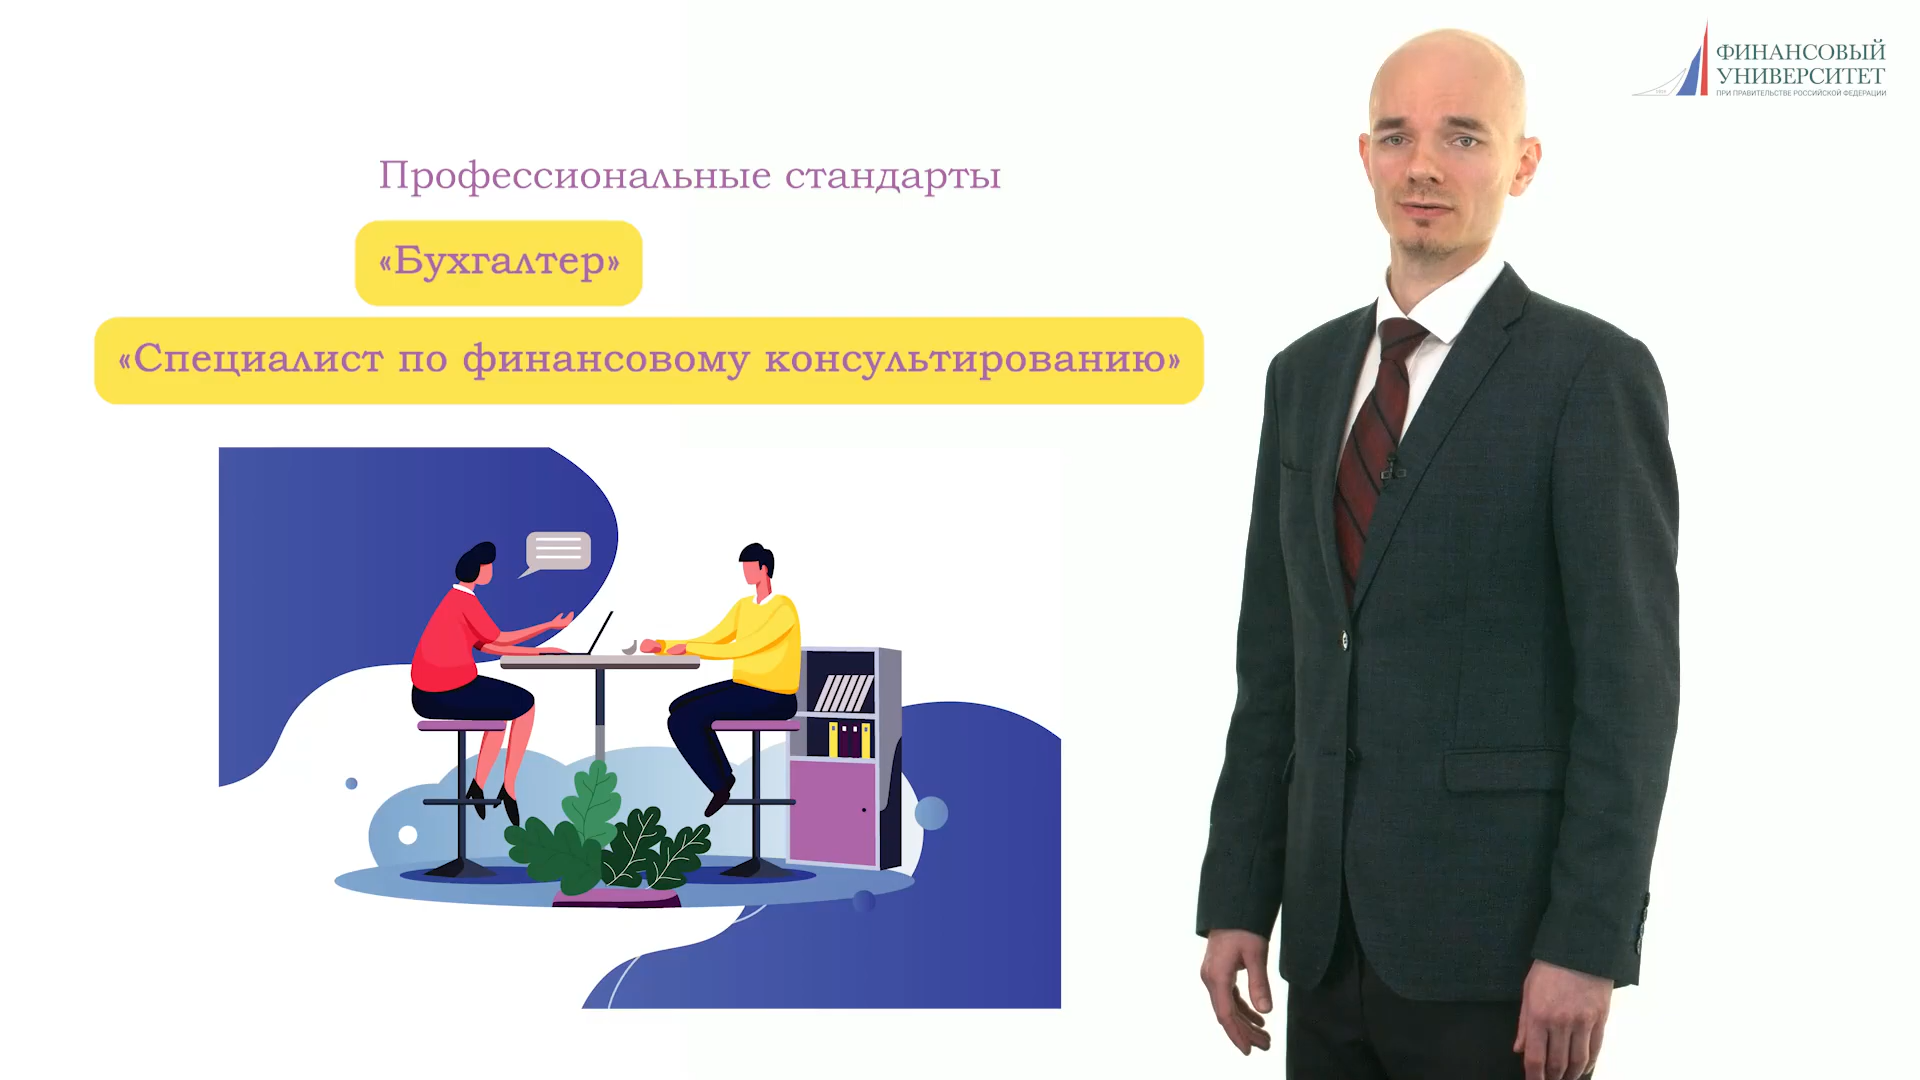 Профессиональные стандарты
«Бухгалтер»
«Специалист по финансовому консультированию»
ФИНАНСОВЫЙ
УНИВЕРСИТЕТ
ПРИ ПРАВИТЕЛЬСТВЕ РОССИЙСКОЙ ФЕДЕРАЦИИ